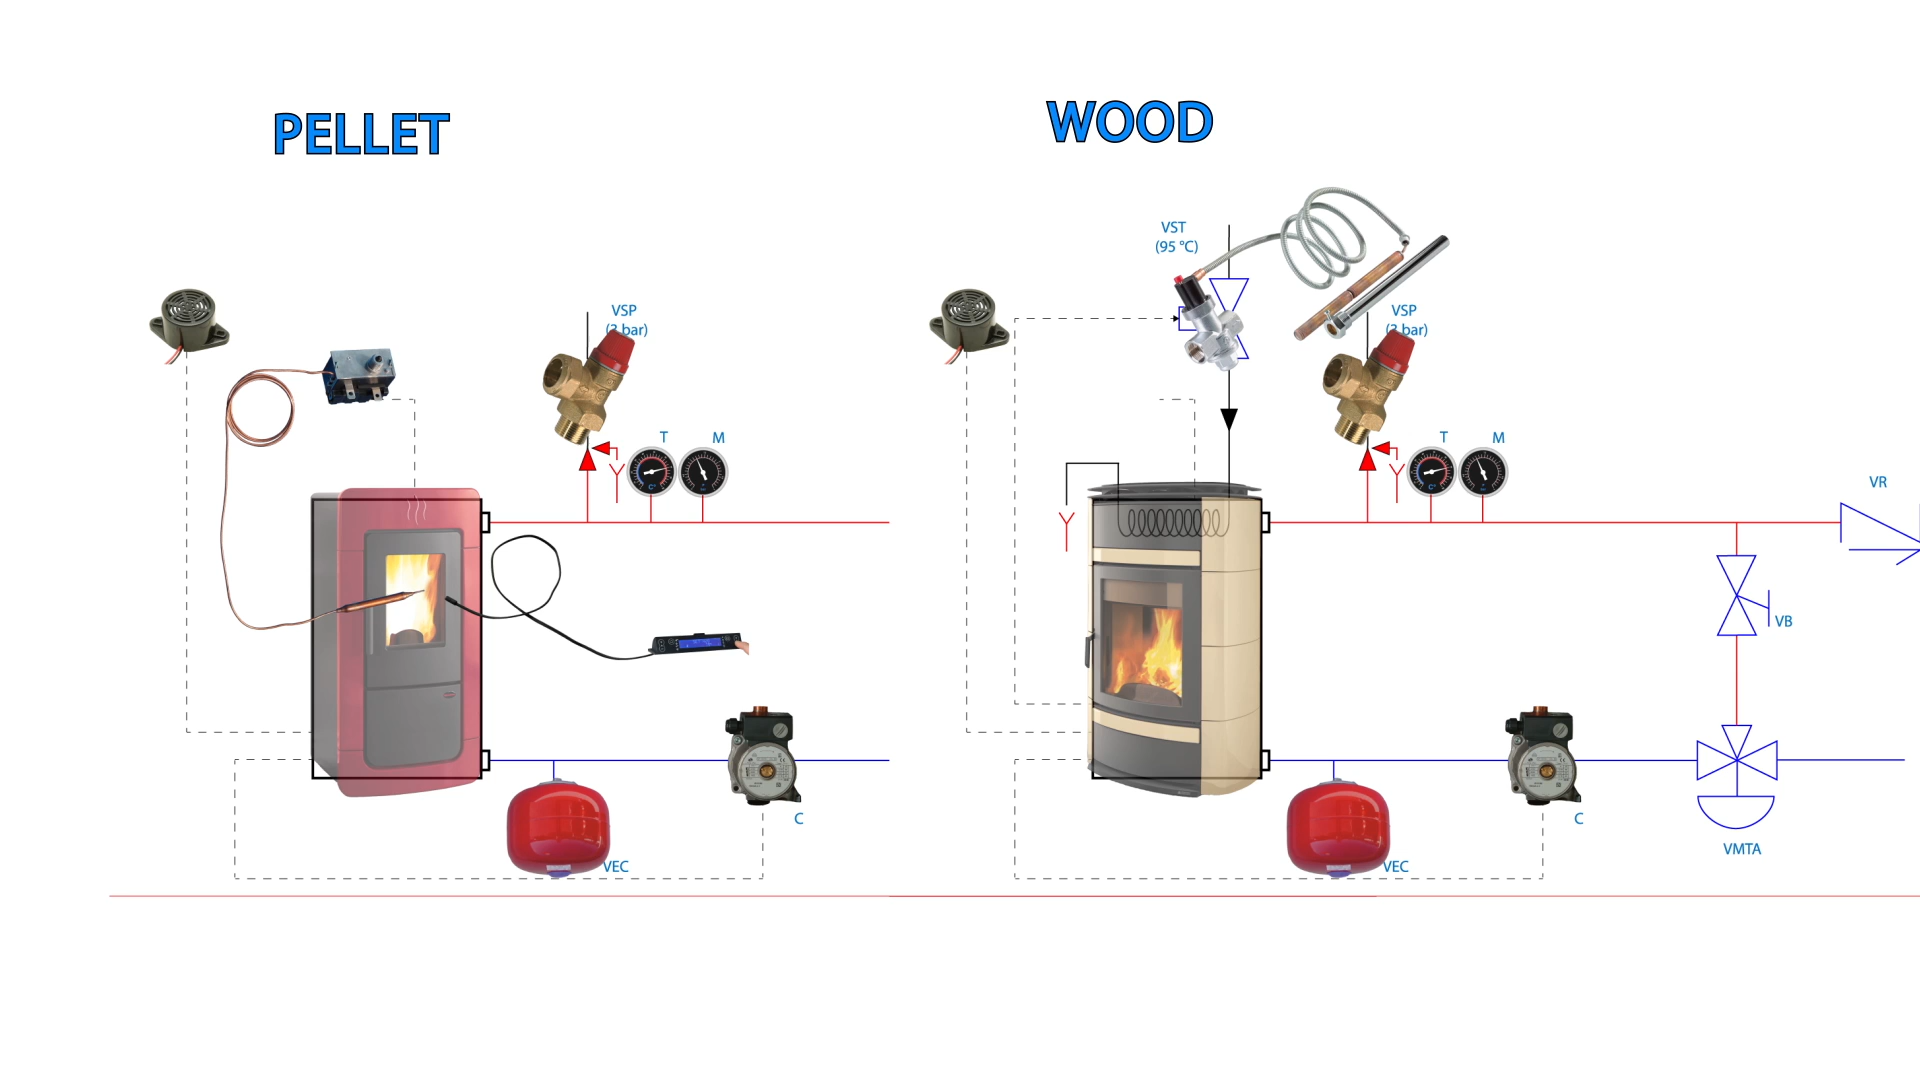 PELLET
WOOD
VST
(95 °C)
VSP
(3 bar)
VSP
(3 bar)
T
M
T
M
VR
VB
C
C
VMTA
VEC
VEC